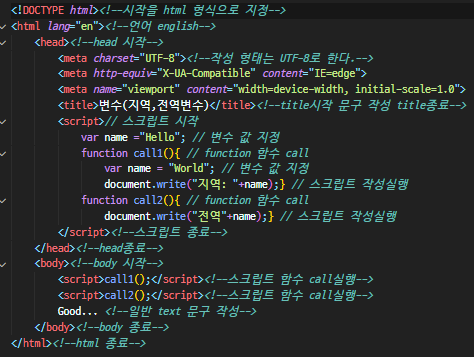 <!DOCTYPE html><!--시작을 html 형식으로 지정-->
<html lang="en"><!--언어 english-->
    <head><!--head 시작-->
        <meta charset="UTF-8"><!--작성 형태는 UTF-8로 한다.-->
        <meta http-equiv="X-UA-Compatible" content="IE=edge">
        <meta name="viewport" content="width=device-width, initial-scale=1.0">
        <title>변수(지역,전역변수)</title><!--title시작 문구 작성 title종료-->
        <script>// 스크립트 시작
            var name ="Hello"; // 변수 값 지정
            function call1(){ // function 함수 call
                var name = "World"; // 변수 값 지정
                document.write("지역: "+name);} // 스크립트 작성실행
            function call2(){ // function 함수 call
                document.write("전역"+name);} // 스크립트 작성실행
        </script><!--스크립트 종료-->
    </head><!--head종료-->
    <body><!--body 시작-->
        <script>call1();</script><!--스크립트 함수 call실행-->
        <script>call2();</script><!--스크립트 함수 call실행-->
        Good... <!--일반 text 문구 작성-->
    </body><!--body 종료-->
</html><!--html 종료-->